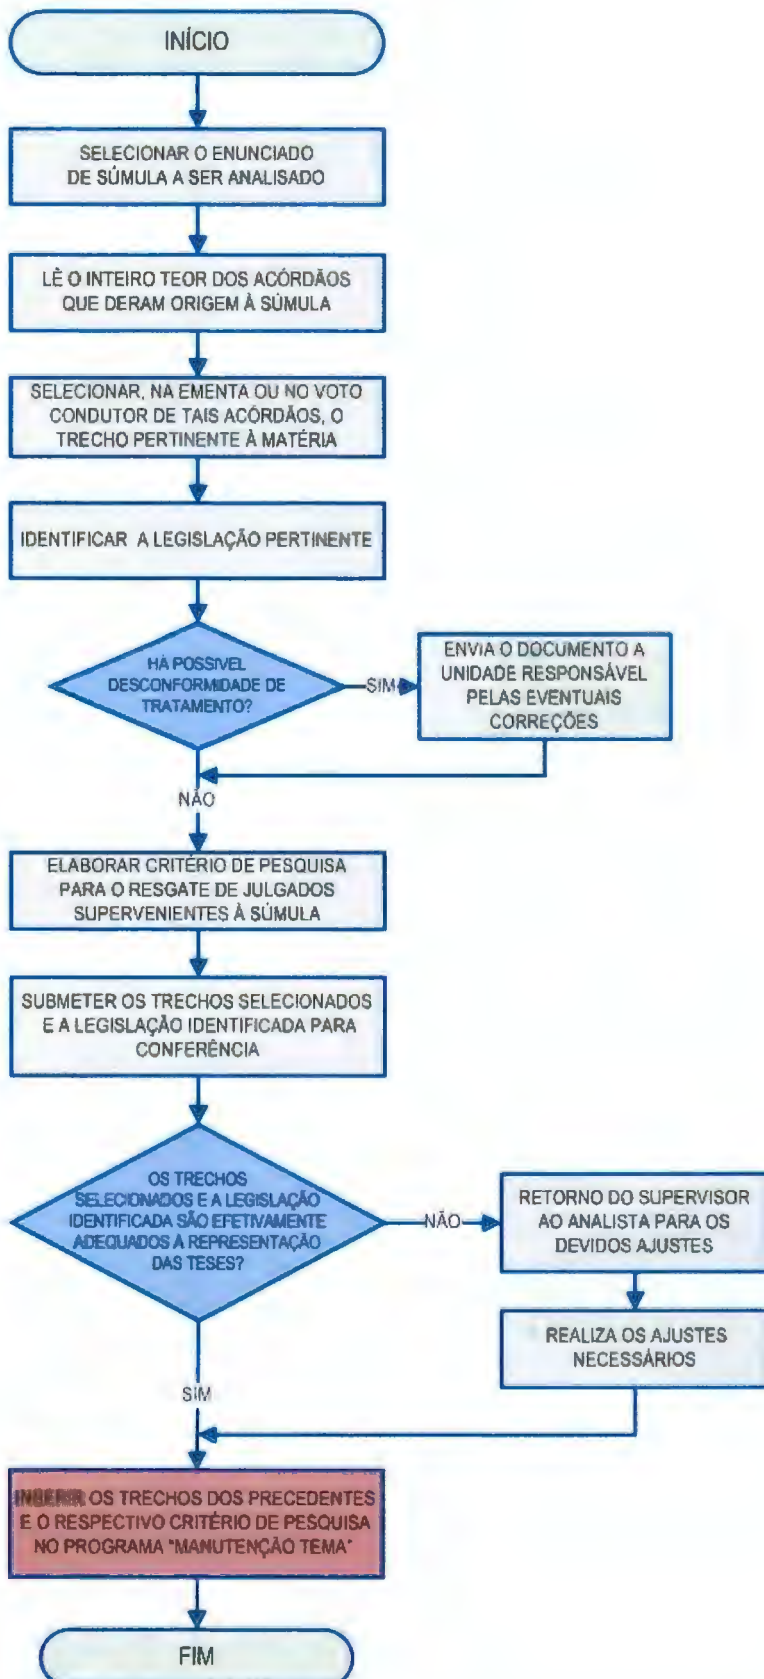 INÍCIO
SELECIONAR O ENUNCIADO
DE SÚMULA A SER ANALISADO
LÊ O INTEIRO TEOR DOS ACÓRDÃOS
QUE DERAM ORIGEM À SÚMULA
SELECIONAR, NA EMENTA OU NO VOTO
CONDUTOR DE TAIS ACÓRDÃOS, O
TRECHO PERTINENTE À MATÉRIA
IDENTIFICAR A LEGISLAÇÃO PERTINENTE
HÁ POSSIVEL
DESCONFORMIDADE DE
TRATAMENTO?
SIM
ENVIA O DOCUMENTO A
UNIDADE RESPONSÁVEL
PELAS EVENTUAIS
CORREÇÕES
NÃO
ELABORAR CRITÉRIO DE PESQUISA
PARA O RESGATE DE JULGADOS
SUPERVENIENTES À SÚMULA
SUBMETER OS TRECHOS SELECIONADOS
E A LEGISLAÇÃO IDENTIFICADA PARA
CONFERÊNCIA
OS TRECHOS
SELECIONADOS E A LEGISLAÇÃO
IDENTIFICADA SÃO EFETIVAMENTE
ADEQUADOS À REPRESENTAÇÃO
DAS TESES?
NÃO
RETORNO DO SUPERVISOR
AO ANALISTA PARA OS
DEVIDOS AJUSTES
REALIZA OS AJUSTES
NECESSÁRIOS
SIM
INSERIR OS TRECHOS DOS PRECEDENTES
E O RESPECTIVO CRITÉRIO DE PESQUISA
NO PROGRAMA "MANUTENÇÃO TEMA"
FIM